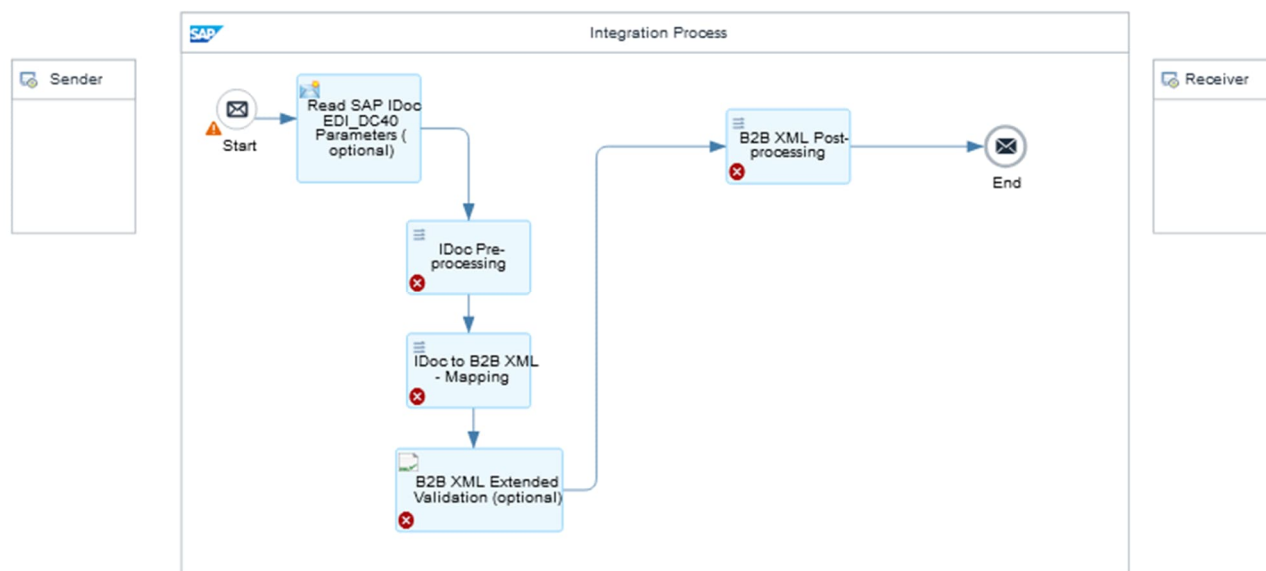 SAP
Integration Process
Sender
Receiver
Start
Read SAP IDoc
EDI_DC40
Parameters (
optional)
IDoc Pre-
processing
IDoc to B2B XML
- Mapping
B2B XML Extended
Validation (optional)
B2B XML Post-
processing
End